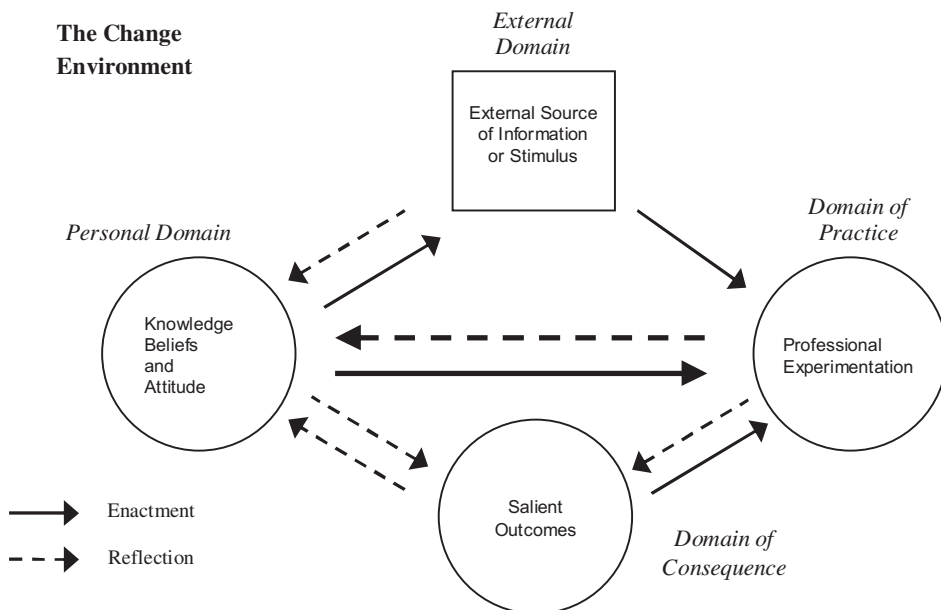 The Change
Environment
External
Domain
External Source
of Information
or Stimulus
Personal Domain
Domain of
Practice
Knowledge
Beliefs
and
Attitude
Professional
Experimentation
Salient
Outcomes
Enactment
Reflection
Domain of
Consequence